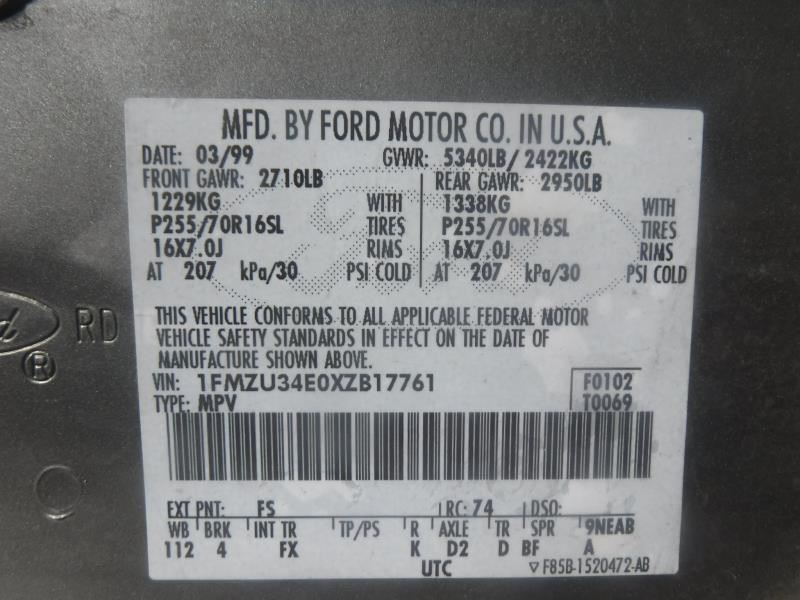 MFD. BY FORD MOTOR CO. IN U.S.A.
DATE: 03/99 GVWR: 5340LB/ 2422KG
FRONT GAWR: 2710LB REAR GAWR: 2950LB
1229KG WITH 1338KG WITH
P255/70R16SL TIRES P255/70R16SL TIRES
16X7.0J RIMS 16X7.0J RIMS
AT 207 kPa/30 PSI COLD AT 207 kPa/30 PSI COLD
THIS VEHICLE CONFORMS TO ALL APPLICABLE FEDERAL MOTOR
VEHICLE SAFETY STANDARDS IN EFFECT ON THE DATE OF
MANUFACTURE SHOWN ABOVE.
RD
®
VIN: 1FMZU34E0XZB17761 F0102
TYPE: MPV T0069
EXT PNT: FS RC: 74 DSO:
WB BRK INT TR TP/PS R AXLE TR SPR 9NEAB
112 4 FX K D2 D BF A
UTC ▽F85B-1520472-AB